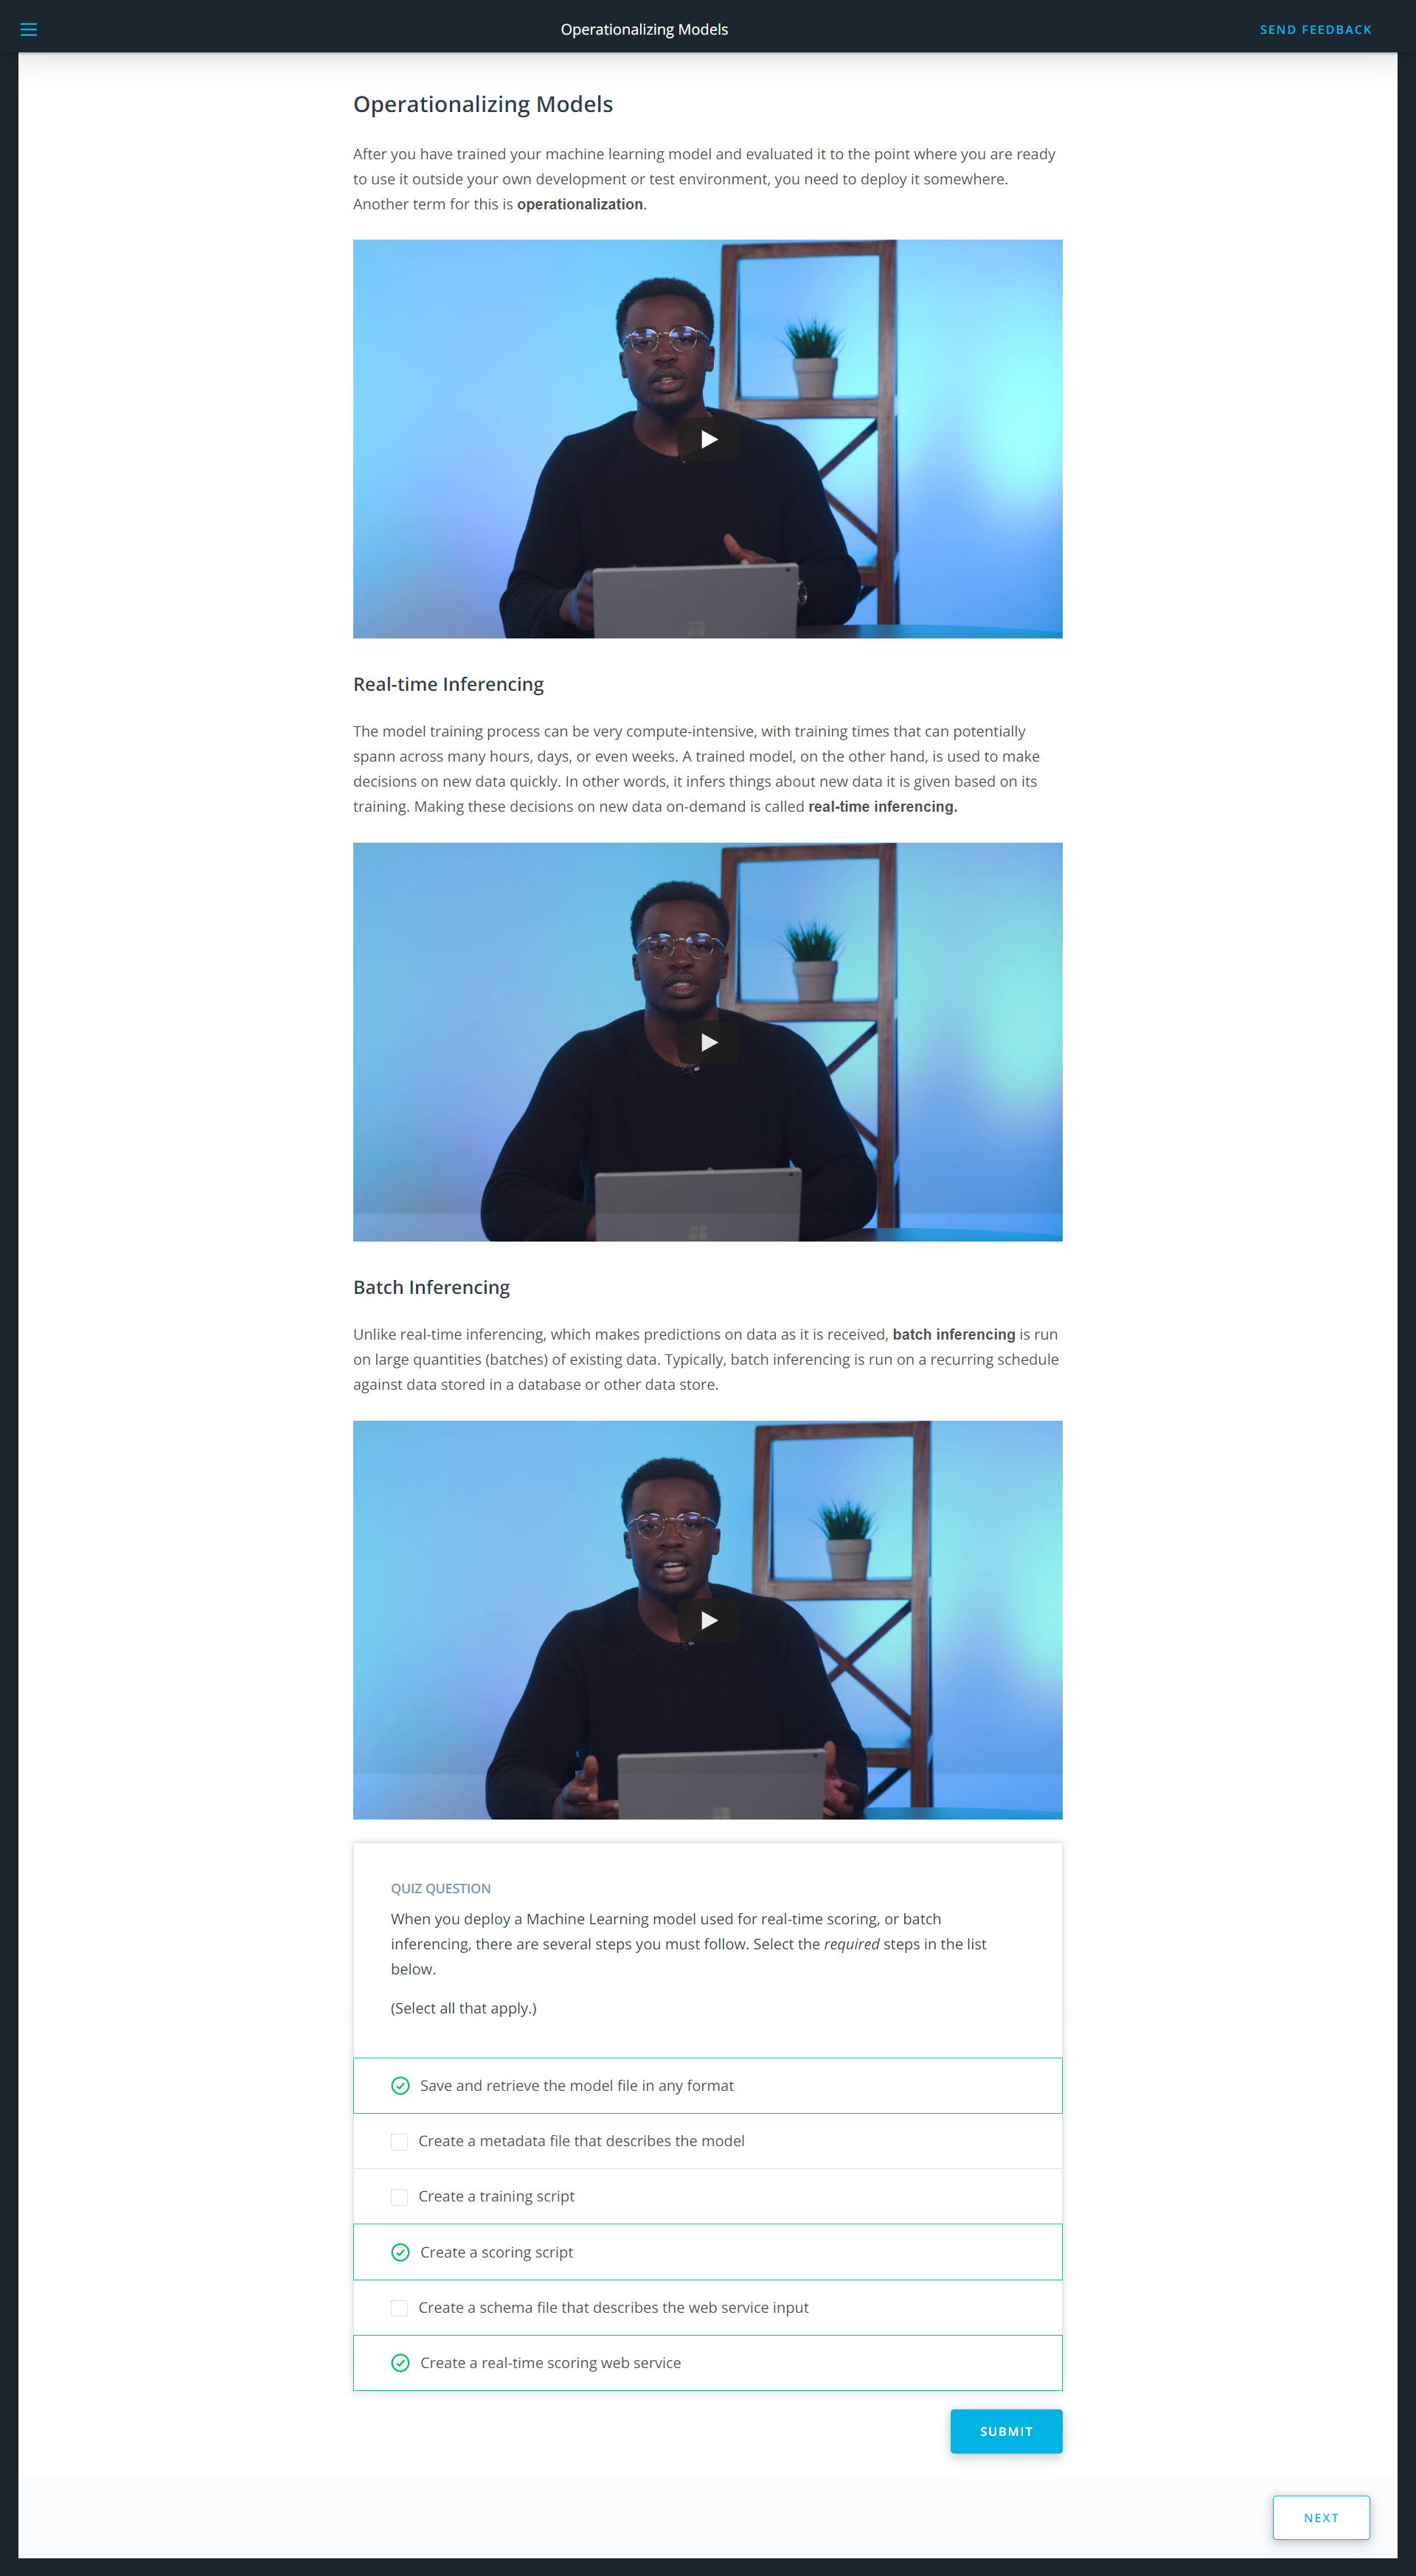 Operationalizing Models
SEND FEEDBACK
Operationalizing Models
After you have trained your machine learning model and evaluated it to the point where you are ready
to use it outside your own development or test environment, you need to deploy it somewhere.
Another term for this is operationalization.
Real-time Inferencing
The model training process can be very compute-intensive, with training times that can potentially
spann across many hours, days, or even weeks. A trained model, on the other hand, is used to make
decisions on new data quickly. In other words, it infers things about new data it is given based on its
training. Making these decisions on new data on-demand is called real-time inferencing.
Batch Inferencing
Unlike real-time inferencing, which makes predictions on data as it is received, batch inferencing is run
on large quantities (batches) of existing data. Typically, batch inferencing is run on a recurring schedule
against data stored in a database or other data store.
QUIZ QUESTION
When you deploy a Machine Learning model used for real-time scoring, or batch
inferencing, there are several steps you must follow. Select the required steps in the list
below.
(Select all that apply.)
Save and retrieve the model file in any format
Create a metadata file that describes the model
Create a training script
Create a scoring script
Create a schema file that describes the web service input
Create a real-time scoring web service
SUBMIT
NEXT